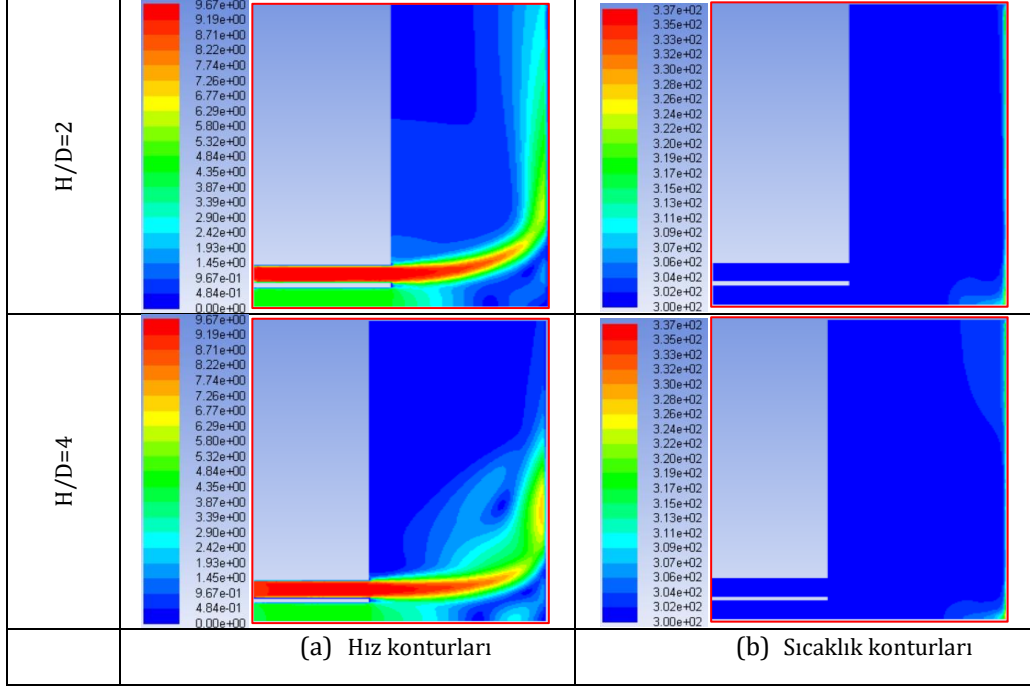 H/D=2
9.67e+00
9.19e+00
8.71e+00
8.22e+00
7.74e+00
7.26e+00
6.77e+00
6.29e+00
5.80e+00
5.32e+00
4.84e+00
4.35e+00
3.87e+00
3.39e+00
2.90e+00
2.42e+00
1.93e+00
1.45e+00
9.67e-01
4.84e-01
0.00e+00
3.37e+02
3.35e+02
3.33e+02
3.32e+02
3.30e+02
3.28e+02
3.26e+02
3.24e+02
3.22e+02
3.20e+02
3.19e+02
3.17e+02
3.15e+02
3.13e+02
3.11e+02
3.09e+02
3.07e+02
3.06e+02
3.04e+02
3.02e+02
3.00e+02
H/D=4
9.67e+00
9.19e+00
8.71e+00
8.22e+00
7.74e+00
7.26e+00
6.77e+00
6.29e+00
5.80e+00
5.32e+00
4.84e+00
4.35e+00
3.87e+00
3.39e+00
2.90e+00
2.42e+00
1.93e+00
1.45e+00
9.67e-01
4.84e-01
0.00e+00
3.37e+02
3.35e+02
3.33e+02
3.32e+02
3.30e+02
3.28e+02
3.26e+02
3.24e+02
3.22e+02
3.20e+02
3.19e+02
3.17e+02
3.15e+02
3.13e+02
3.11e+02
3.09e+02
3.07e+02
3.06e+02
3.04e+02
3.02e+02
3.00e+02
(a) Hız konturları
(b) Sıcaklık konturları